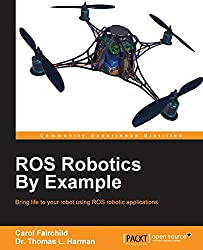 Community Experience Distilled
ROS Robotics
By Example
Bring life to your robot using ROS robotic applications
Carol Fairchild
Dr. Thomas L. Harman
PACKT
open source
PUBLISHING